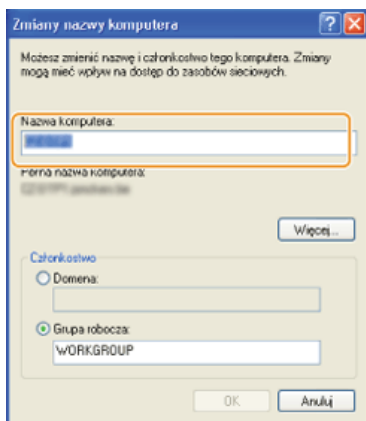 Zmiany nazwy komputera
Możesz zmienić nazwę i członkostwo tego komputera. Zmiany
mogą mieć wpływ na dostęp do zasobów sieciowych.
Nazwa komputera:
Pełna nazwa komputera:
Więcej...
Członkostwo
Domena:
Grupa robocza:
WORKGROUP
OK
Anuluj